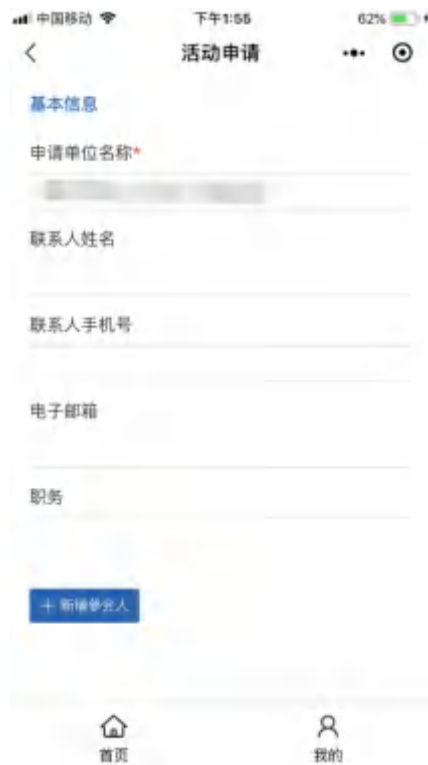 中国移动 下午1:55 62%
活动申请
基本信息
申请单位名称*
联系人姓名
联系人手机号
电子邮箱
职务
+ 新增参会人
首页 我的